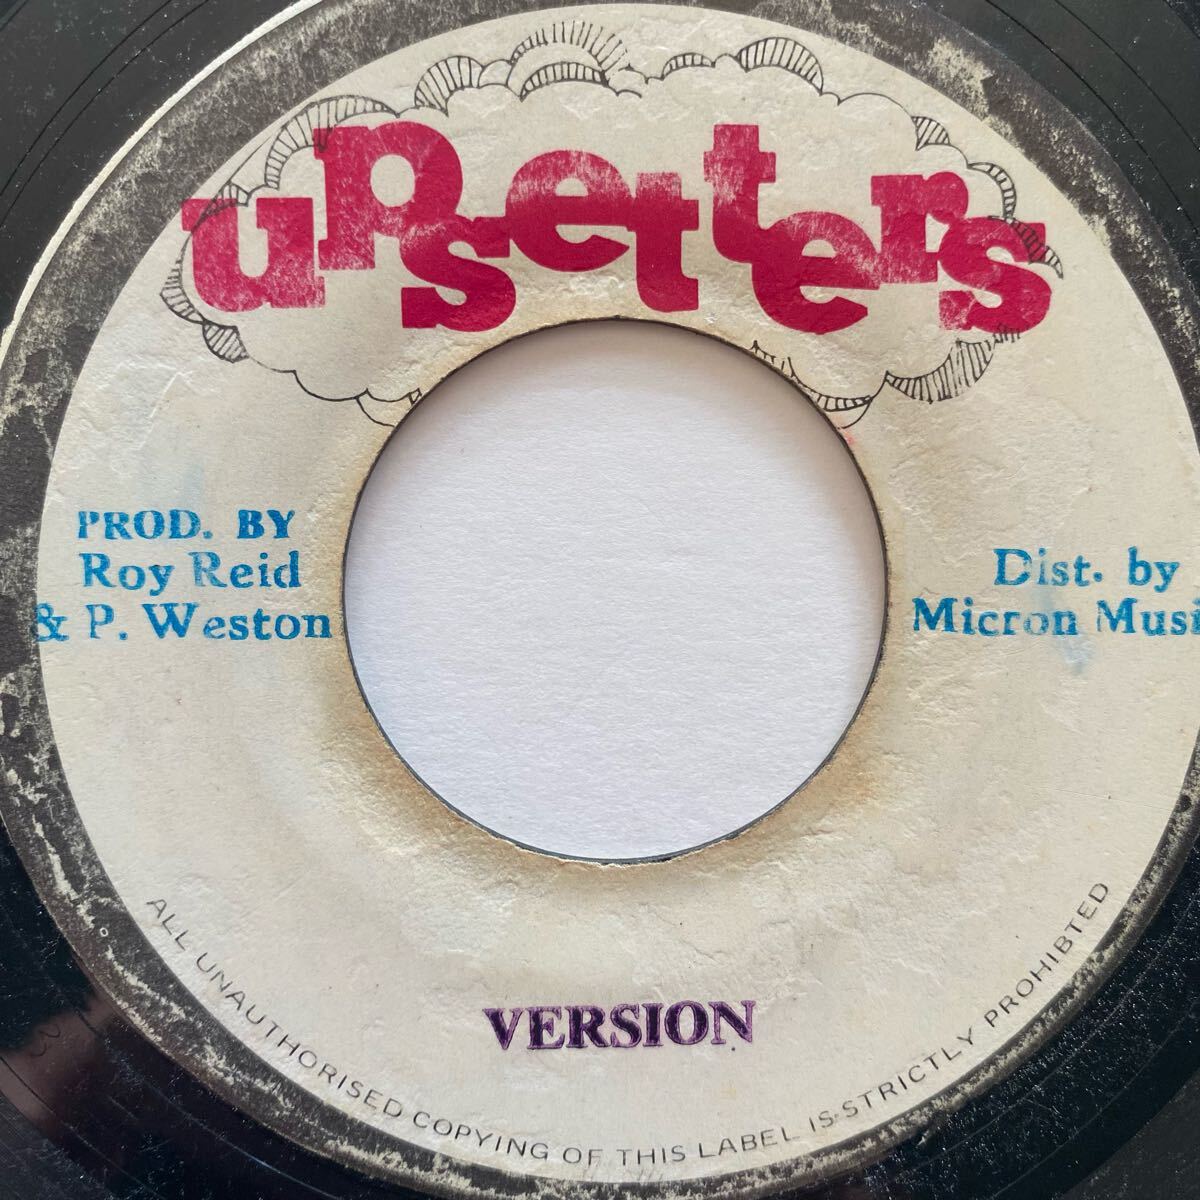 upsetters
PROD. BY
Roy Reid
& P. Weston
Dist. by
Micron Musi
VERSION
ALL UNAUTHORISED COPYING OF THIS LABEL IS STRICTLY PROHIBTED